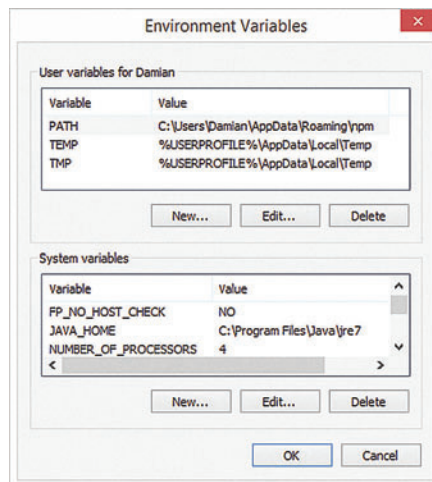 Environment Variables
User variables for Damian
Variable Value
PATH C:\Users\Damian\AppData\Roaming\npm
TEMP %USERPROFILE%\AppData\Local\Temp
TMP %USERPROFILE%\AppData\Local\Temp
New... Edit... Delete
System variables
Variable Value
FP_NO_HOST_CHECK NO
JAVA_HOME C:\Program Files\Java\jre7
NUMBER_OF_PROCESSORS 4
New... Edit... Delete
OK Cancel